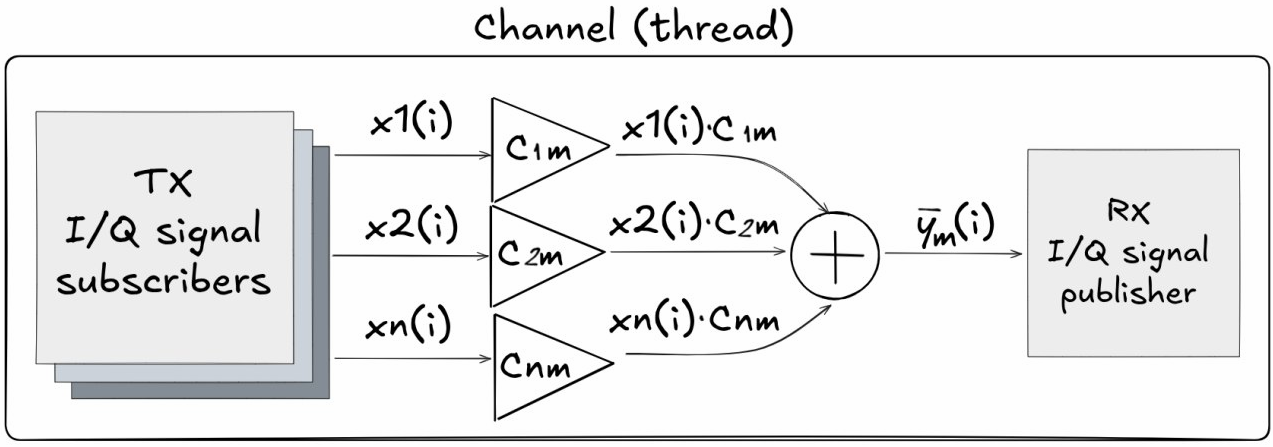 Channel (thread)
TX
I/Q signal
subscribers
x1(i)
C1m
x1(i)·C1m
x2(i)
C2m
x2(i)·C2m
xn(i)
Cnm
xn(i)·Cnm
+
ȳm(i)
RX
I/Q signal
publisher